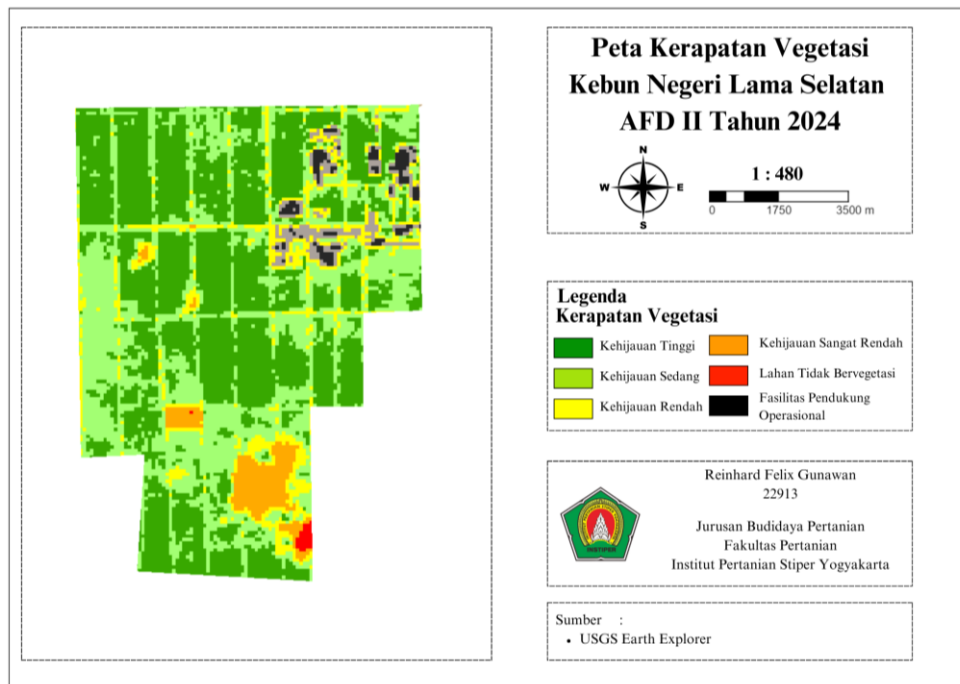 Peta Kerapatan Vegetasi
Kebun Negeri Lama Selatan
AFD II Tahun 2024
N
W
E
S
1 : 480
0 1750 3500 m
Legenda
Kerapatan Vegetasi
Kehijauan Tinggi
Kehijauan Sedang
Kehijauan Rendah
Kehijauan Sangat Rendah
Lahan Tidak Bervegetasi
Fasilitas Pendukung
Operasional
INSTIPER
Reinhard Felix Gunawan
22913
Jurusan Budidaya Pertanian
Fakultas Pertanian
Institut Pertanian Stiper Yogyakarta
Sumber :
• USGS Earth Explorer